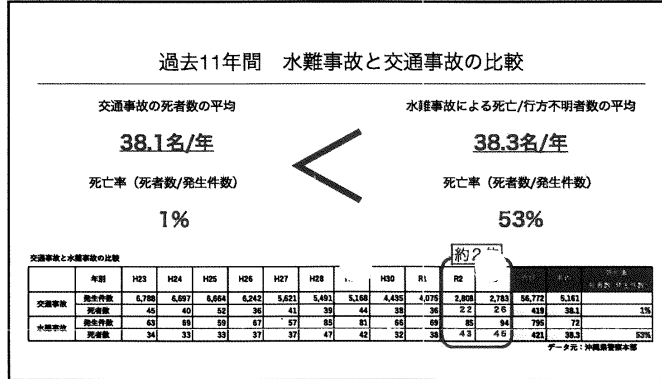 過去11年間 水難事故と交通事故の比較
交通事故の死者数の平均
38.1名/年
死亡率（死者数/発生件数）
1%
<
水難事故による死亡/行方不明者数の平均
38.3名/年
死亡率（死者数/発生件数）
53%
約2
交通事故と水難事故の比較
年別 H23 H24 H25 H26 H27 H28 H30 R1 R2
交通事故 発生件数 6,788 6,697 6,664 6,242 5,621 5,491 5,168 4,435 4,075 2,808 2,783 56,772 5,161
死者数 45 40 52 36 41 39 44 38 36 22 26 419 38.1 1%
水難事故 発生件数 63 69 59 67 57 85 81 66 69 85 94 795 72
死者数 34 33 33 37 37 47 42 32 38 43 45 421 38.3 53%
データ元：沖縄県警察本部